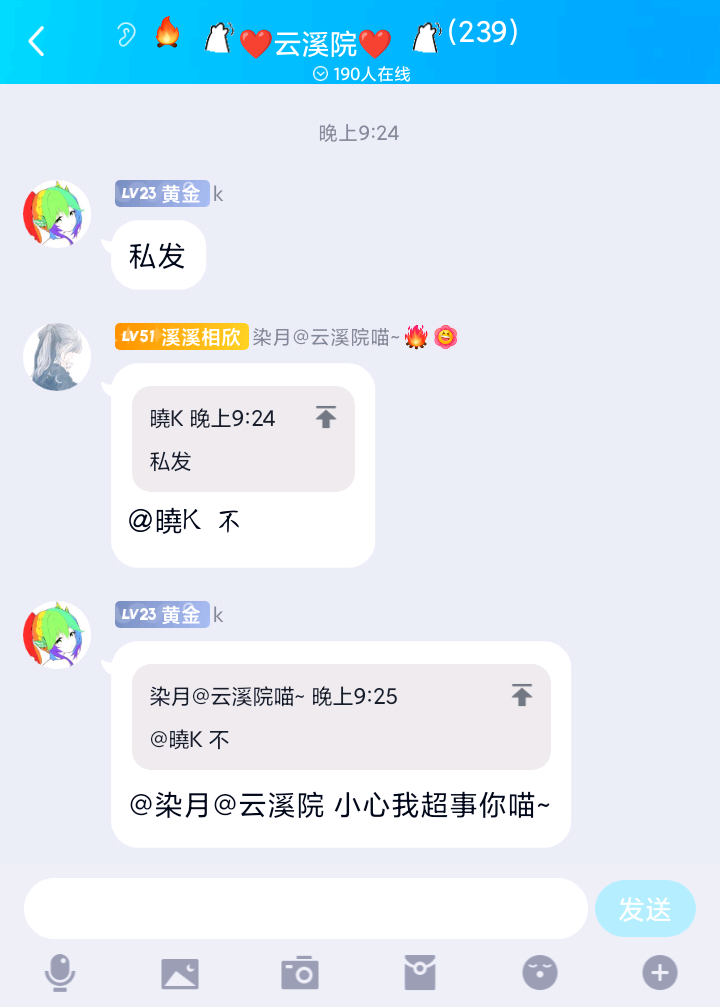 云溪院 (239)
190人在线
晚上9:24
LV23 黄金 k
私发
LV51 溪溪相欣 染月@云溪院喵~
曉K 晚上9:24
私发
@曉K 不
LV23 黄金 k
染月@云溪院喵~ 晚上9:25
@曉K 不
@染月@云溪院 小心我超事你喵~
发送